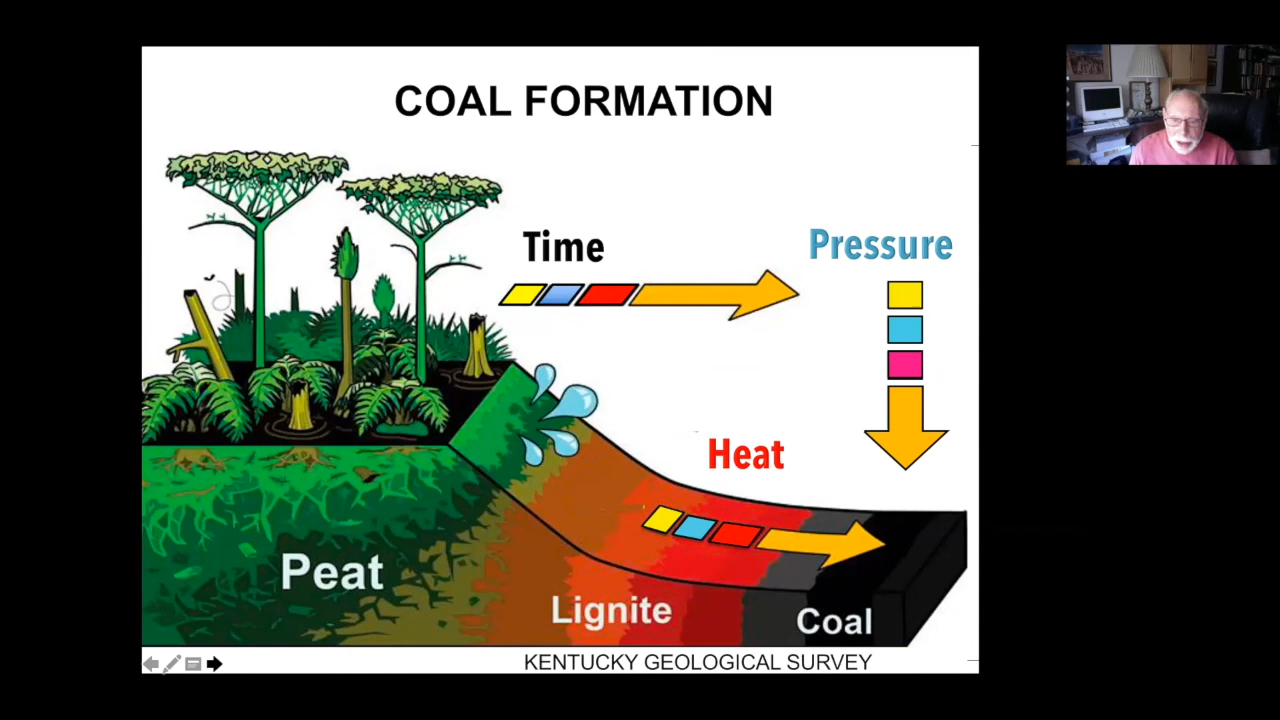 COAL FORMATION
Time
Pressure
Heat
Peat
Lignite
Coal
KENTUCKY GEOLOGICAL SURVEY